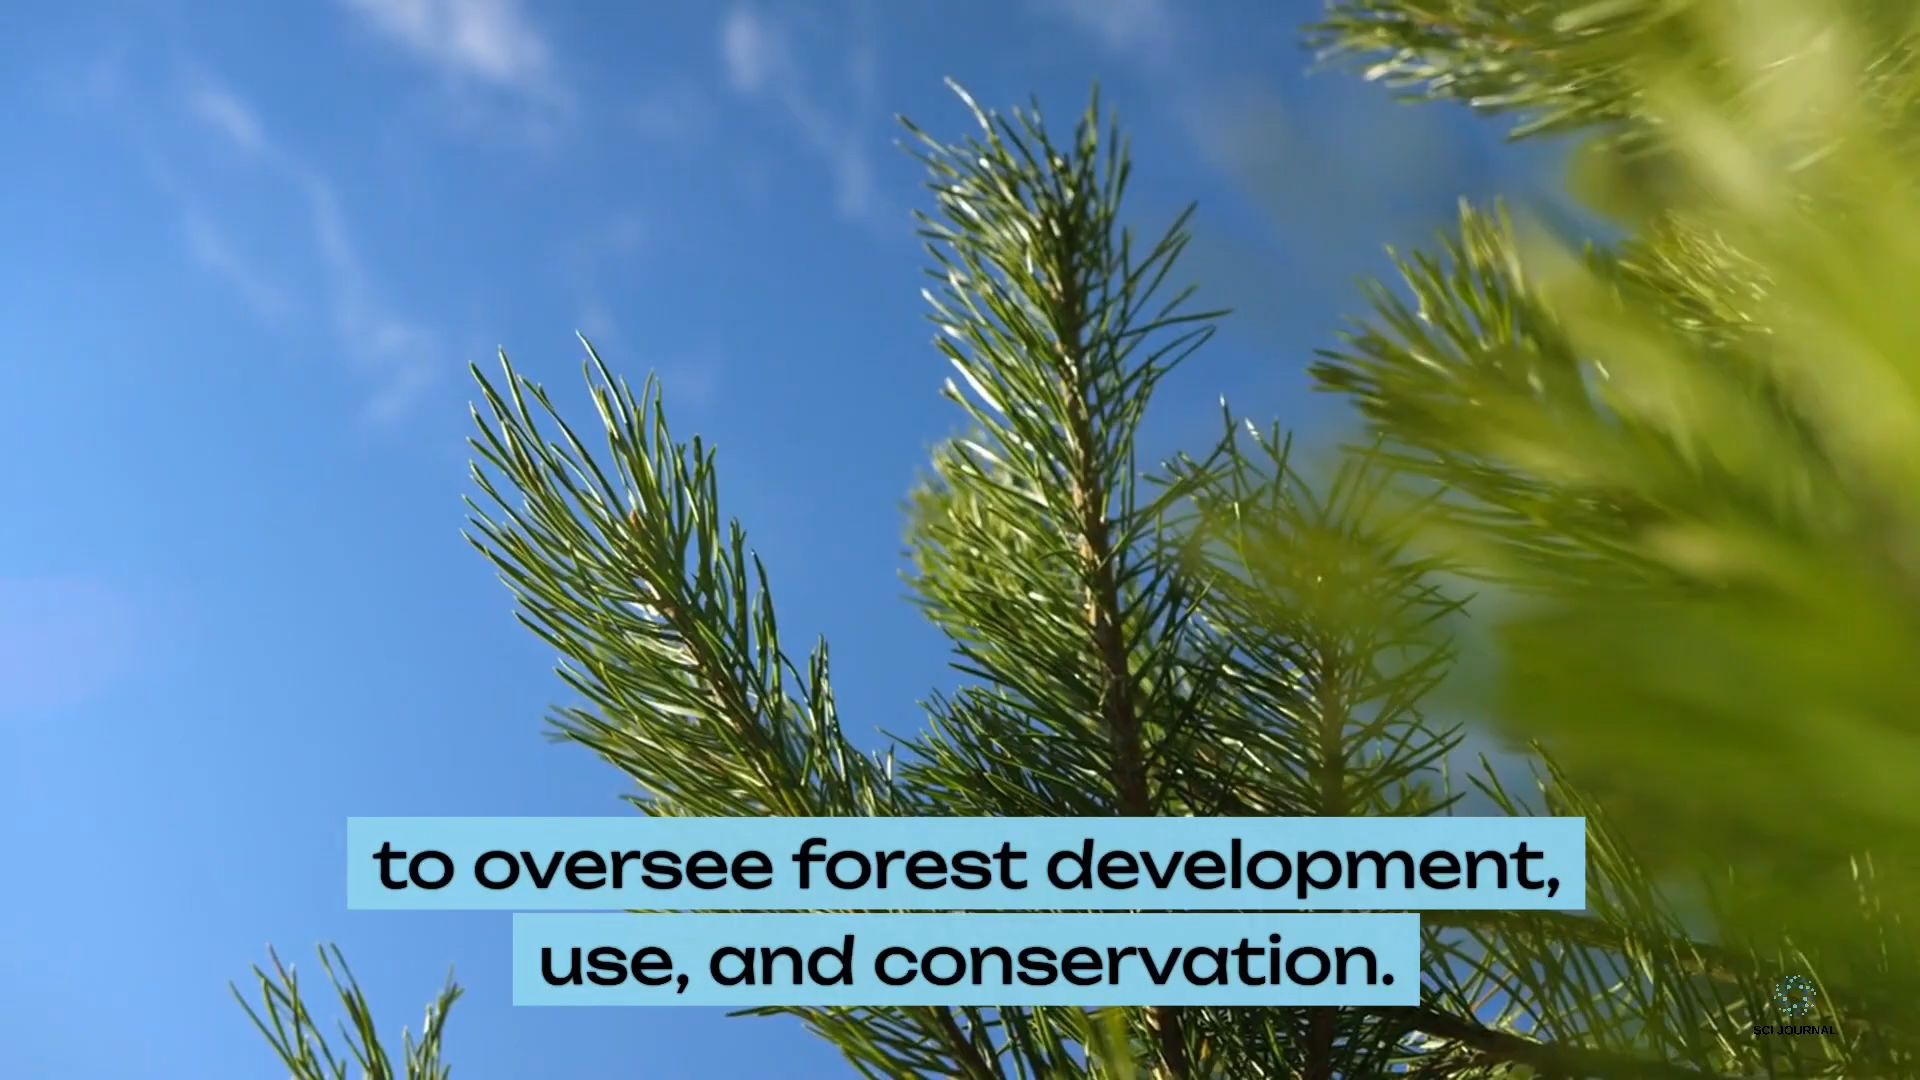 to oversee forest development,
use, and conservation.
SCI JOURNAL